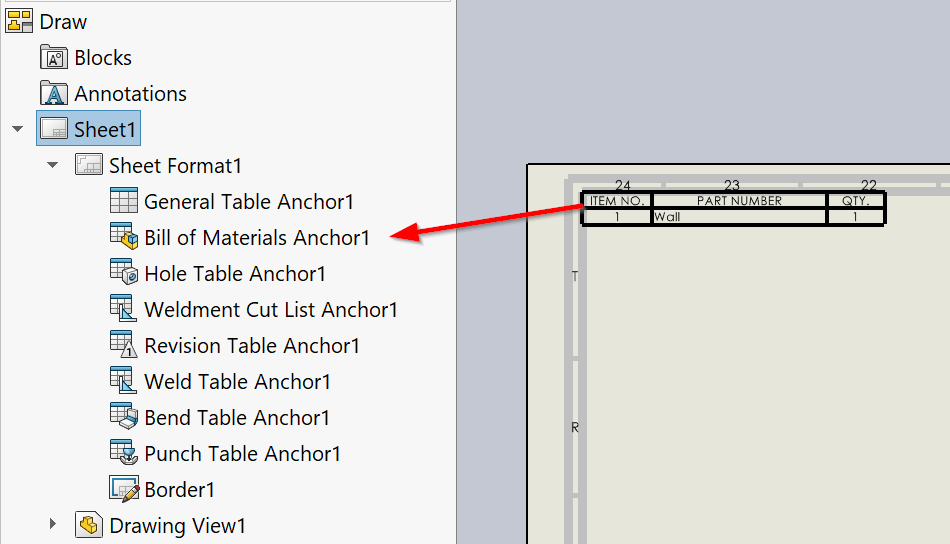 Draw
Blocks
Annotations
Sheet1
Sheet Format1
General Table Anchor1
Bill of Materials Anchor1
Hole Table Anchor1
Weldment Cut List Anchor1
Revision Table Anchor1
Weld Table Anchor1
Bend Table Anchor1
Punch Table Anchor1
Border1
Drawing View1
24 23 22
ITEM NO. PART NUMBER QTY.
1 Wall 1
T
R